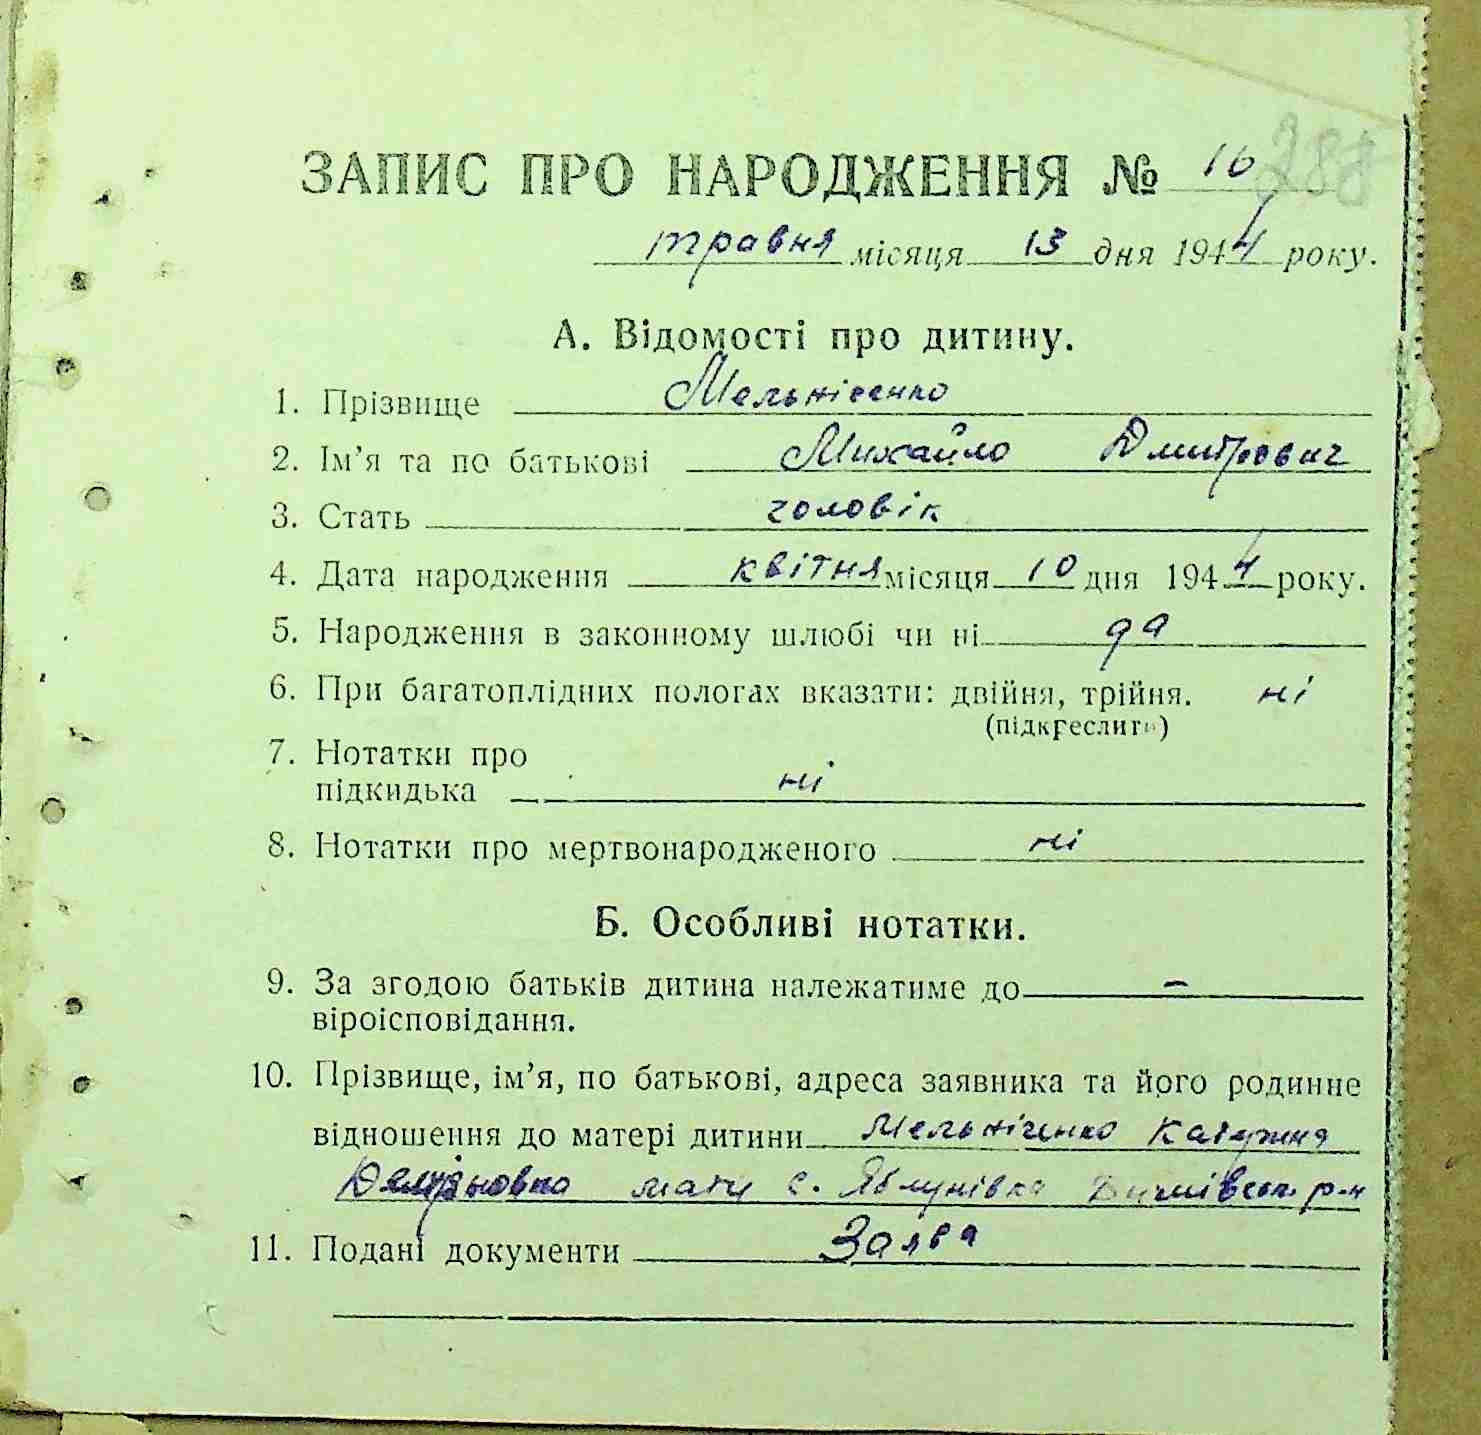 288
ЗАПИС ПРО НАРОДЖЕННЯ № 16
травня місяця 13 дня 1944 року.
А. Відомості про дитину.
1. Прізвище Мельніченко
2. Ім’я та по батькові Михайло Дмитрович
3. Стать чоловік
4. Дата народження квітня місяця 10 дня 1944 року.
5. Народження в законному шлюбі чи ні да
6. При багатоплідних пологах вказати: двійня, трійня. ні
(підкреслити)
7. Нотатки про
підкидька ні
8. Нотатки про мертвонародженого ні
Б. Особливі нотатки.
9. За згодою батьків дитина належатиме до –
віроісповідання.
10. Прізвище, ім’я, по батькові, адреса заявника та його родинне
відношення до матері дитини Мельніченко Катерина
мати с. Яблунівка р-н
11. Подані документи Заява